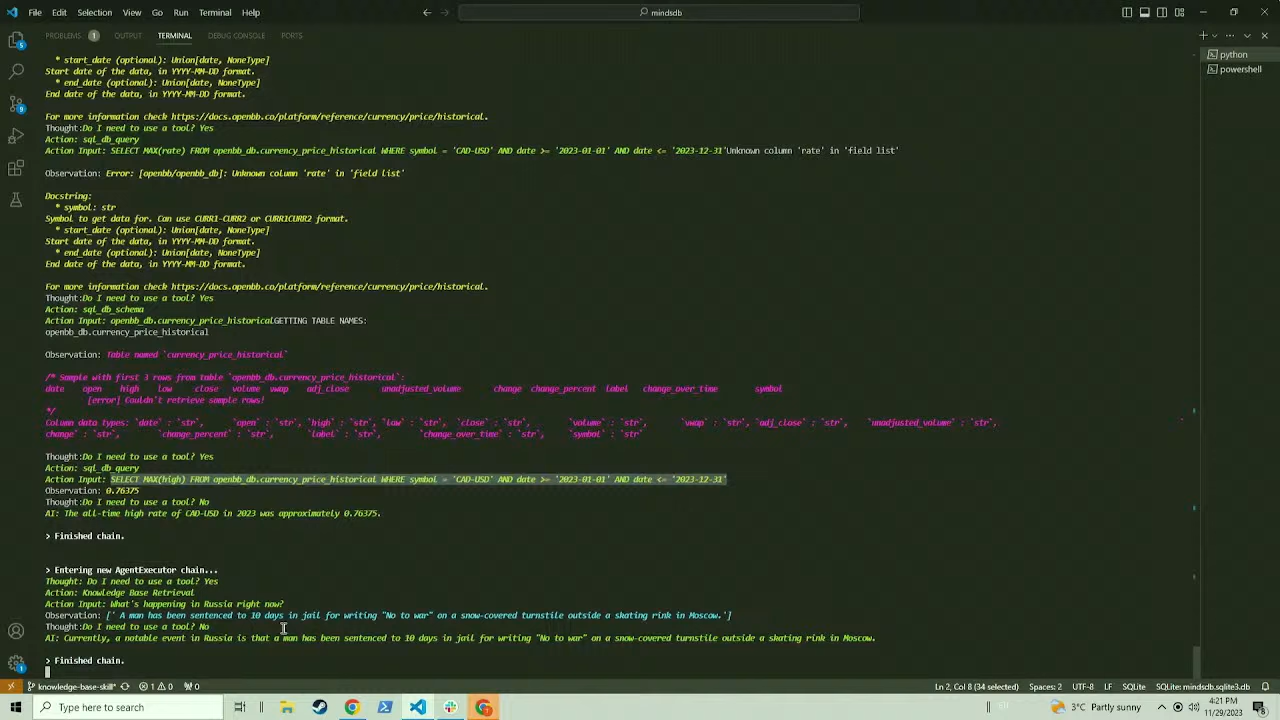 File Edit Selection View Go Run Terminal Help
mindsdb
PROBLEMS 1 OUTPUT TERMINAL DEBUG CONSOLE PORTS
python
powershell
* start_date (optional): Union[date, NoneType]
Start date of the data, in YYYY-MM-DD format.
* end_date (optional): Union[date, NoneType]
End date of the data, in YYYY-MM-DD format.
For more information check https://docs.openbb.co/platform/reference/currency/price/historical.
Thought:Do I need to use a tool? Yes
Action: sql_db_query
Action Input: SELECT MAX(rate) FROM openbb_db.currency_price_historical WHERE symbol = 'CAD-USD' AND date >= '2023-01-01' AND date <= '2023-12-31'Unknown column 'rate' in 'field list'
Observation: Error: [openbb/openbb_db]: Unknown column 'rate' in 'field list'
Docstring:
* symbol: str
Symbol to get data for. Can use CURR1-CURR2 or CURR1CURR2 format.
* start_date (optional): Union[date, NoneType]
Start date of the data, in YYYY-MM-DD format.
* end_date (optional): Union[date, NoneType]
End date of the data, in YYYY-MM-DD format.
For more information check https://docs.openbb.co/platform/reference/currency/price/historical.
Thought:Do I need to use a tool? Yes
Action: sql_db_schema
Action Input: openbb_db.currency_price_historicalGETTING TABLE NAMES:
openbb_db.currency_price_historical
Observation: Table named `currency_price_historical`
/* Sample with first 3 rows from table `openbb_db.currency_price_historical`:
date open high low close volume vwap adj_close unadjusted_volume change change_percent label change_over_time symbol
[error] Couldn't retrieve sample rows!
*/
Column data types: `date` : `str`, `open` : `str`, `high` : `str`, `low` : `str`, `close` : `str`, `volume` : `str`, `vwap` : `str`, `adj_close` : `str`, `unadjusted_volume` : `str`, `
change` : `str`, `change_percent` : `str`, `label` : `str`, `change_over_time` : `str`, `symbol` : `str`
Thought:Do I need to use a tool? Yes
Action: sql_db_query
Action Input: SELECT MAX(high) FROM openbb_db.currency_price_historical WHERE symbol = 'CAD-USD' AND date >= '2023-01-01' AND date <= '2023-12-31'
Observation: 0.76375
Thought:Do I need to use a tool? No
AI: The all-time high rate of CAD-USD in 2023 was approximately 0.76375.
> Finished chain.
> Entering new AgentExecutor chain...
Thought: Do I need to use a tool? Yes
Action: Knowledge Base Retrieval
Action Input: What's happening in Russia right now?
Observation: [' A man has been sentenced to 10 days in jail for writing "No to war" on a snow-covered turnstile outside a skating rink in Moscow.']
Thought:Do I need to use a tool? No
AI: Currently, a notable event in Russia is that a man has been sentenced to 10 days in jail for writing "No to war" on a snow-covered turnstile outside a skating rink in Moscow.
> Finished chain.
knowledge-base-skill* 1 0 0
Ln 2, Col 8 (34 selected) Spaces: 2 UTF-8 LF SQLite SQLite: mindsdb.sqlite3.db
Type here to search
3°C Partly sunny
4:21 PM
11/29/2023